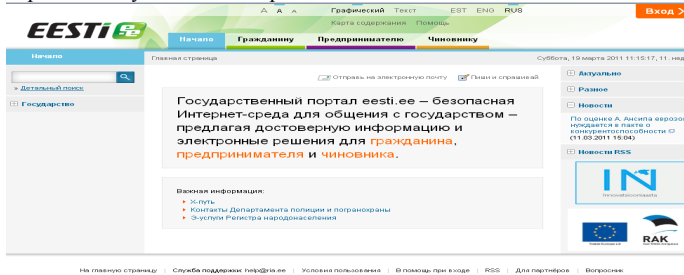 A A A Графический Текст EST ENG RUS Вход >
Карта содержания Помощь
EESTi
Начало Гражданину Предпринимателю Чиновнику
Начало
Главная страница
Суббота, 19 марта 2011 11:15:17, 11. нед
» Детальный поиск
Государство
Отправь на электронную почту Пиши и спрашивай
Государственный портал eesti.ee – безопасная
Интернет-среда для общения с государством –
предлагая достоверную информацию и
электронные решения для гражданина,
предпринимателя и чиновника.
Важная информация:
Х-путь
Контакты Департамента полиции и погранохраны
Э-услуги Регистра народонаселения
Актуально
Разное
Новости
По оценке А. Ансипа еврозона
нуждается в пакте о
конкурентоспособности
(11.03.2011 15:04)
Новости RSS
IN
Innovatsiooniaasta
RAK
На главную страницу | Служба поддержки: help@ria.ee | Условия пользования | В помощь при входе | RSS | Для партнёров | Вопросник